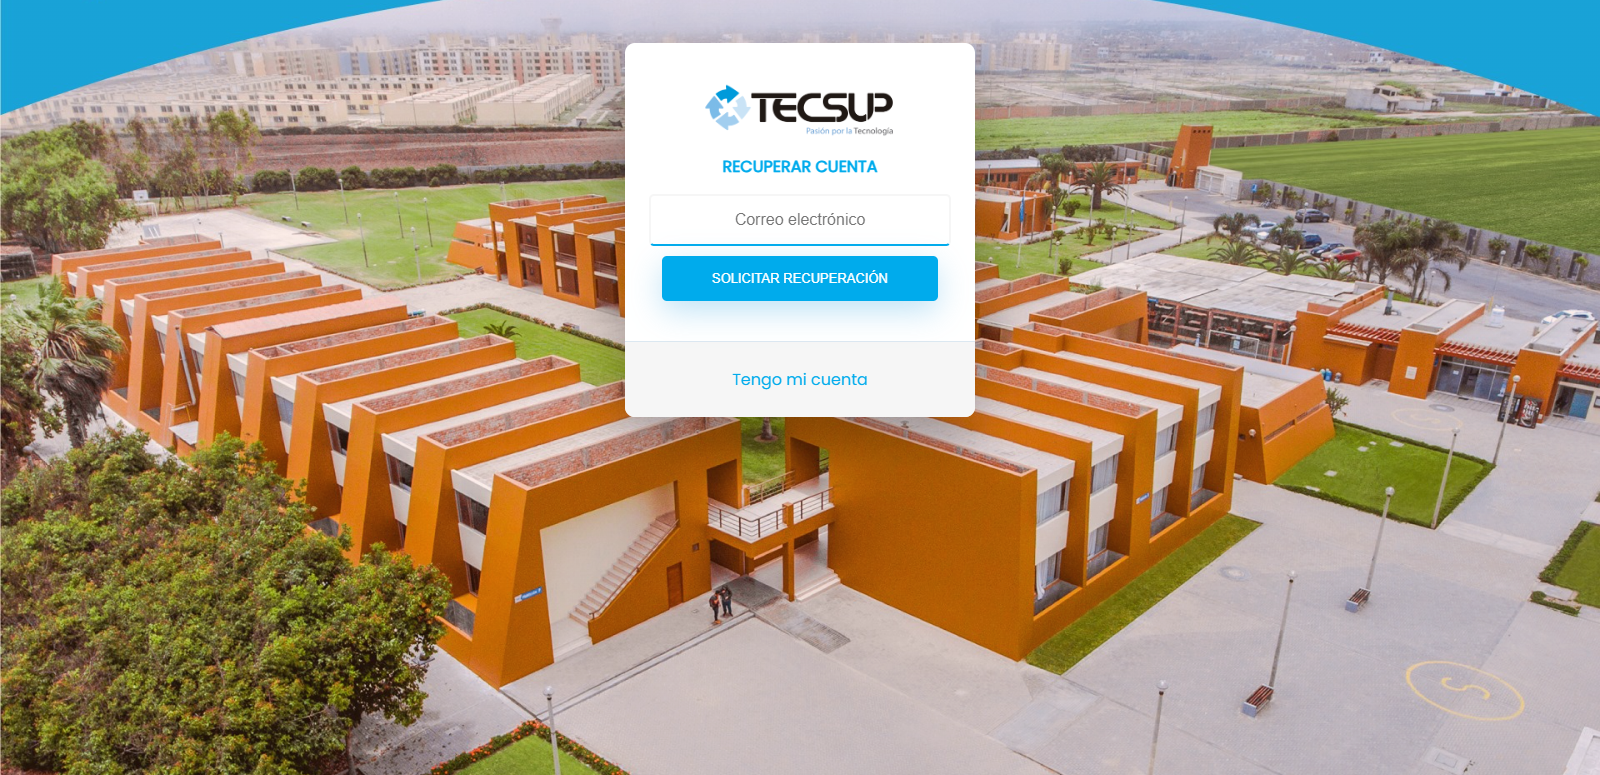 TECSUP
Pasión por la Tecnología
RECUPERAR CUENTA
Correo electrónico
SOLICITAR RECUPERACIÓN
Tengo mi cuenta
S